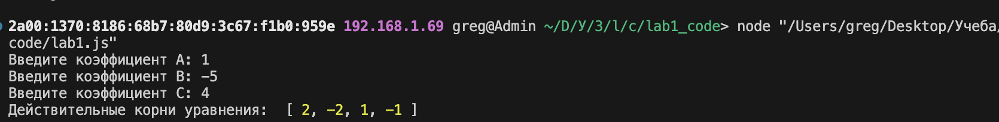 2a00:1370:8186:68b7:80d9:3c67:f1b0:959e 192.168.1.69 greg@Admin ~/D/У/3/l/c/lab1_code> node "/Users/greg/Desktop/Учеба/
code/lab1.js"
Введите коэффициент A: 1
Введите коэффициент B: -5
Введите коэффициент C: 4
Действительные корни уравнения:  [ 2, -2, 1, -1 ]